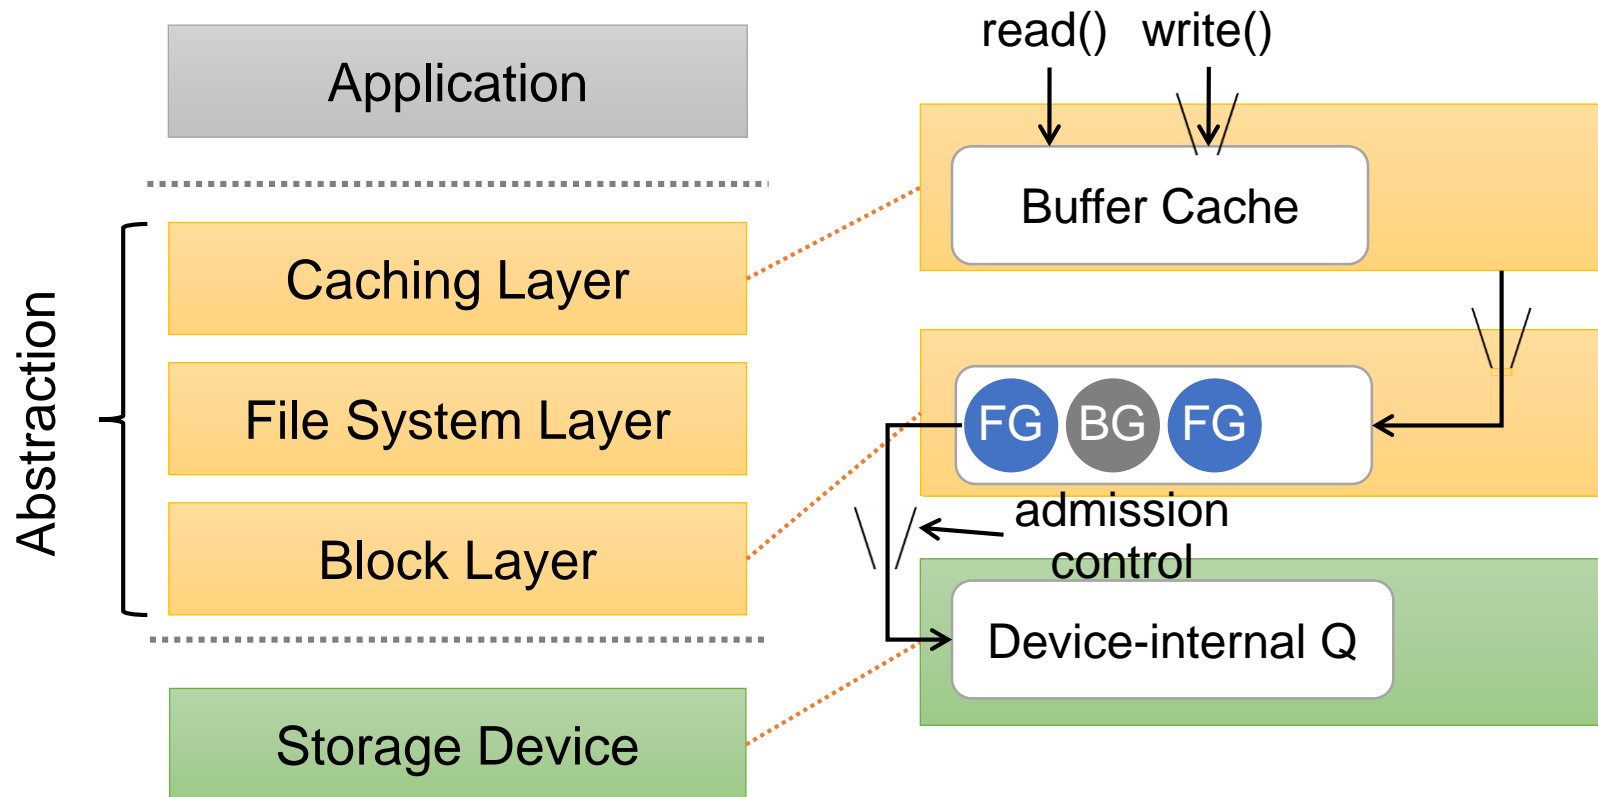 Application
Abstraction
Caching Layer
File System Layer
Block Layer
Storage Device
read() write()
Buffer Cache
FG BG FG
admission
control
Device-internal Q